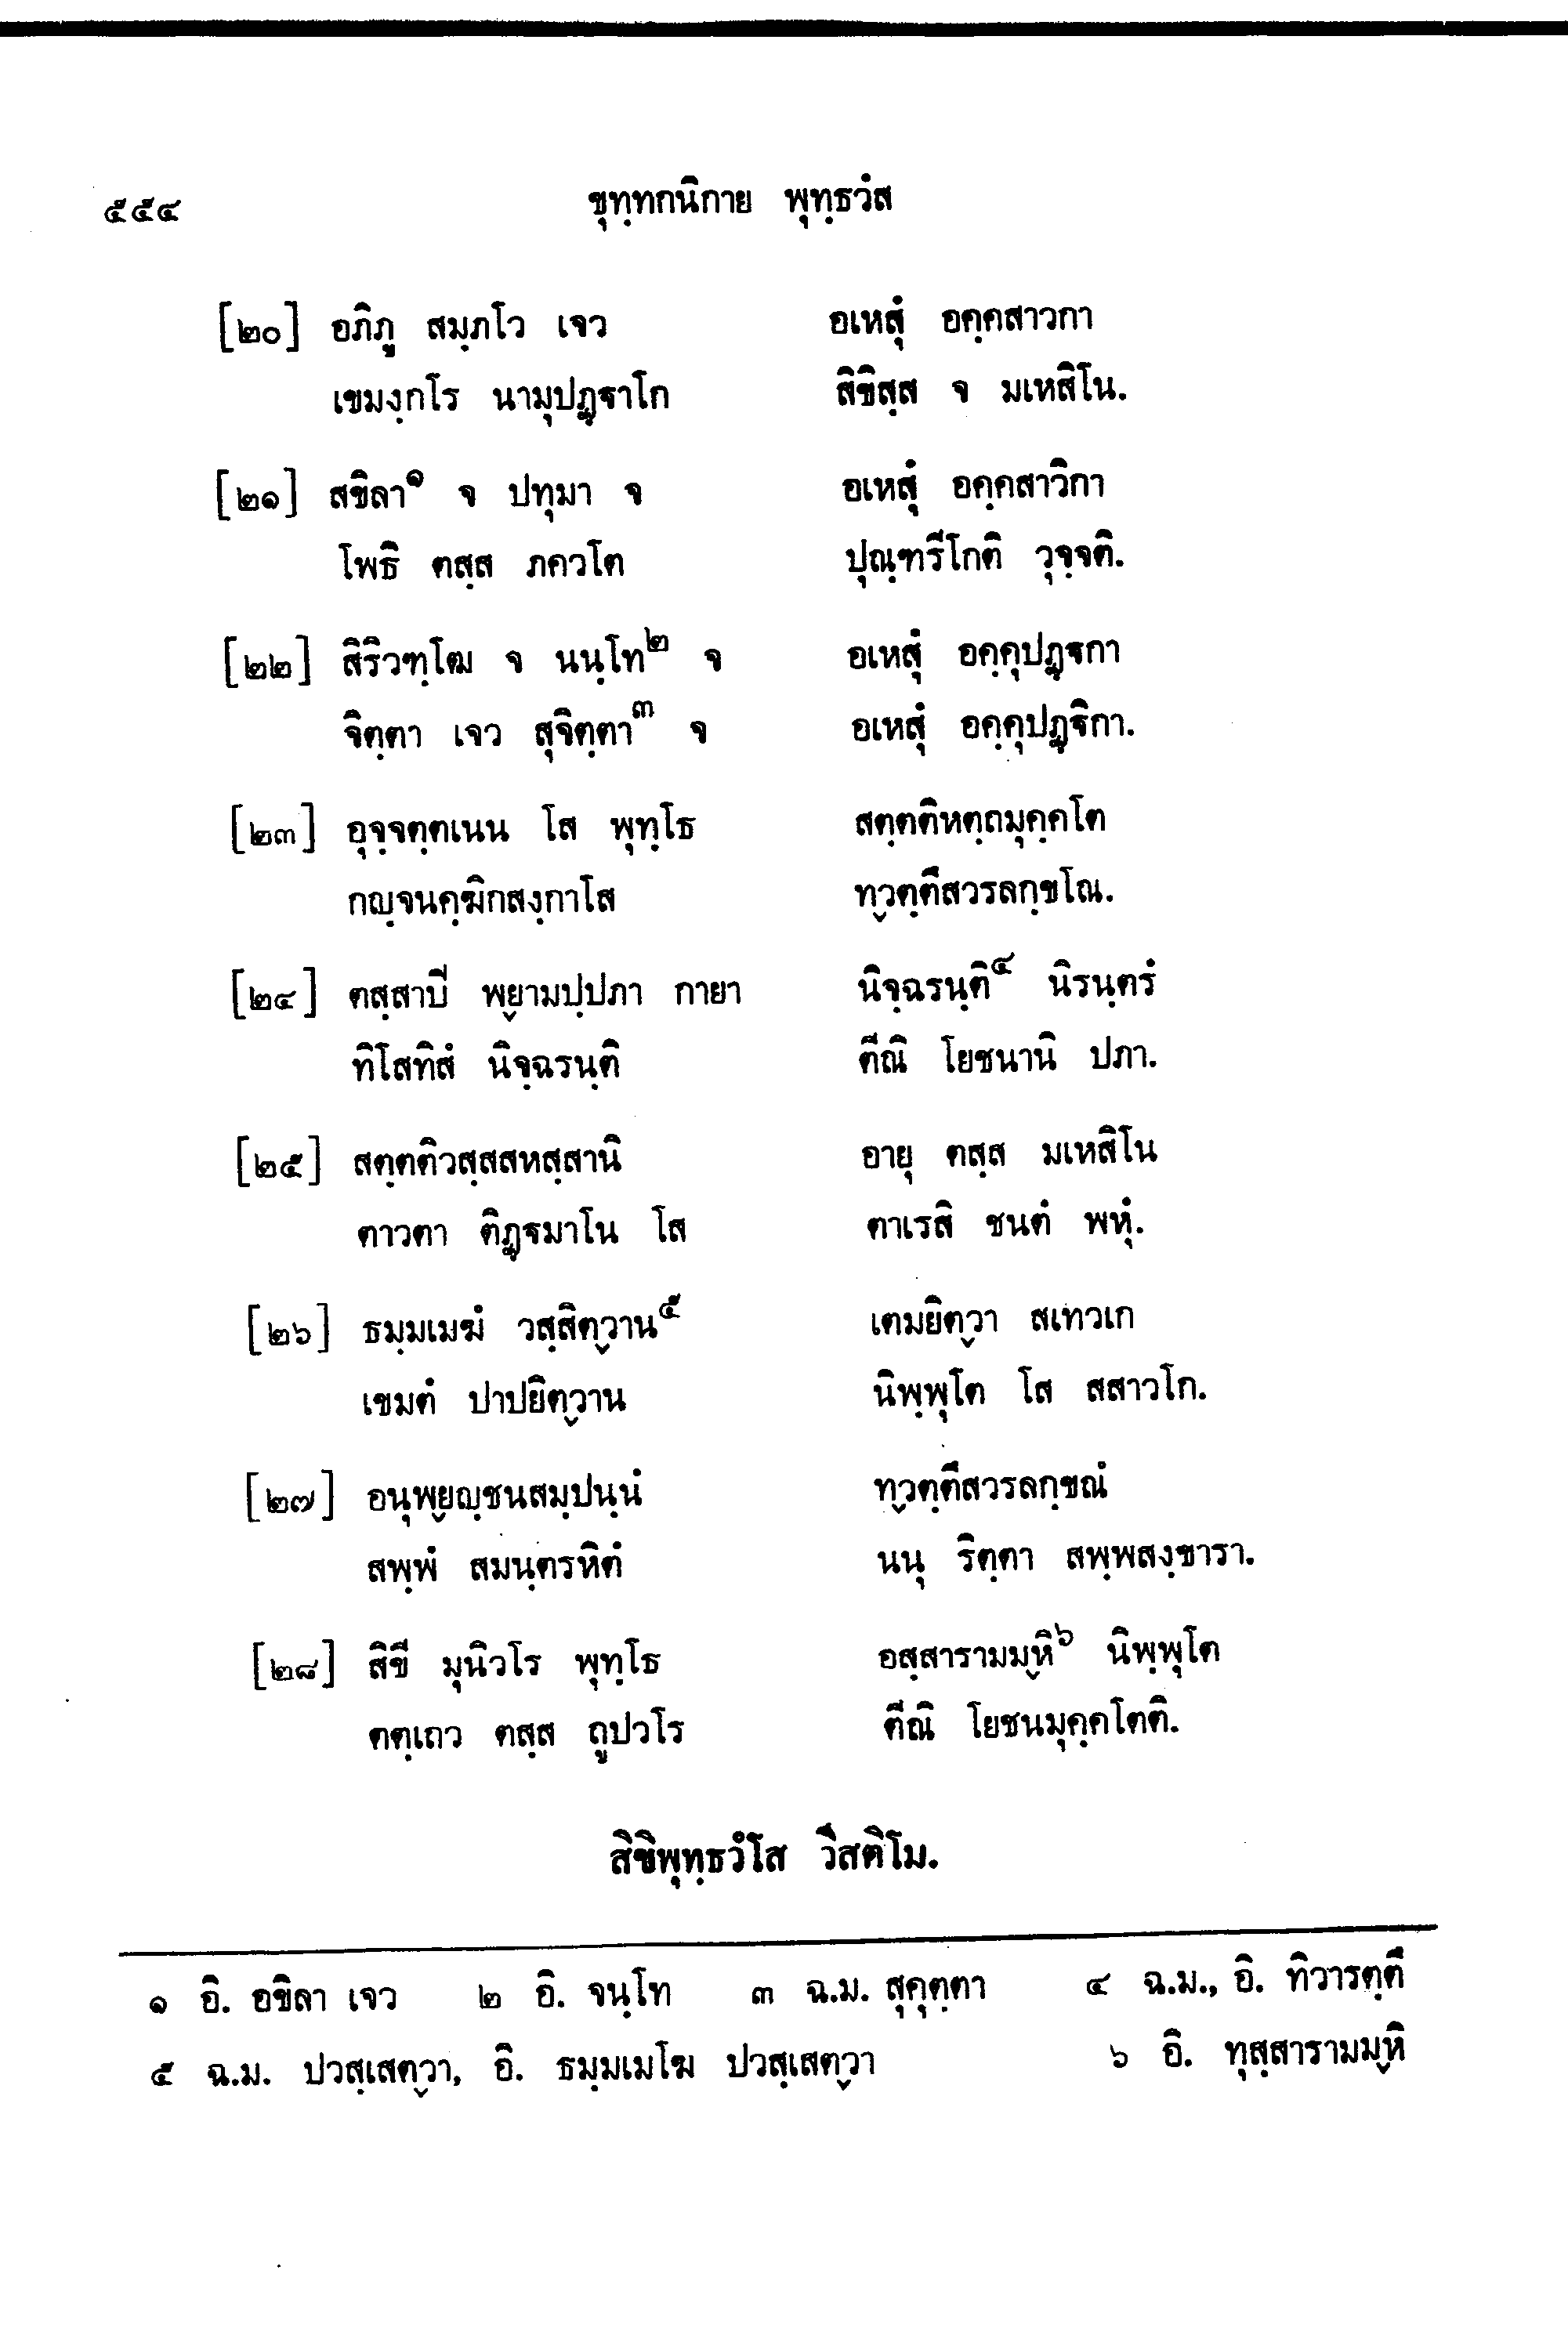 ๕๕๔ ขุทฺทกนิกาย พุทฺธวํส
[๒๐] อภิภู สมฺภโว เจว อเหสุํ อคฺคสาวกา
เขมงฺกโร นามุปฏฺฐาโก สิขิสฺส จ มเหสิโน.
[๒๑] สขิลา๑ จ ปทุมา จ อเหสุํ อคฺคสาวิกา
โพธิ ตสฺส ภควโต ปุณฺฑรีโกติ วุจฺจติ.
[๒๒] สิริวฑฺโฒ จ นนฺโท๒ จ อเหสุํ อคฺคุปฏฺฐกา
จิตฺตา เจว สุจิตฺตา๓ จ อเหสุํ อคฺคุปฏฺฐิกา.
[๒๓] อุจฺจตฺตเนน โส พุทฺโธ สตฺตติหตฺถมุคฺคโต
กญฺจนคฺฆิกสงฺกาโส ทฺวตฺตึสวรลกฺขโณ.
[๒๔] ตสฺสาปิ พฺยามปฺปภา กายา นิจฺฉรนฺติ๔ นิรนฺตรํ
ทิโสทิสํ นิจฺฉรนฺติ ตีณิ โยชนานิ ปภา.
[๒๕] สตฺตติวสฺสสหสฺสานิ อายุ ตสฺส มเหสิโน
ตาวตา ติฏฺฐมาโน โส ตาเรสิ ชนตํ พหุํ.
[๒๖] ธมฺมเมฆํ วสฺสิตฺวาน๕ เตมยิตฺวา สเทวเก
เขมตํ ปาปยิตฺวาน นิพฺพุโต โส สสาวโก.
[๒๗] อนุพฺยญฺชนสมฺปนฺนํ ทฺวตฺตึสวรลกฺขณํ
สพฺพํ สมนฺตรหิตํ นนุ ริตฺตา สพฺพสงฺขารา.
[๒๘] สิขี มุนิวโร พุทฺโธ อสฺสารามมฺหิ๖ นิพฺพุโต
ตตฺเถว ตสฺส ถูปวโร ตีณิ โยชนมุคฺคโตติ.
สิขิพุทฺธวํโส วีสติโม.
๑ อิ. อขิลา เจว ๒ อิ. จนฺโท ๓ ฉ.ม. สุคุตฺตา ๔ ฉ.ม., อิ. ทิวารตฺตึ
๕ ฉ.ม. ปวสฺเสตฺวา, อิ. ธมฺมเมโฆ ปวสฺเสตฺวา ๖ อิ. ทุสฺสารามมฺหิ